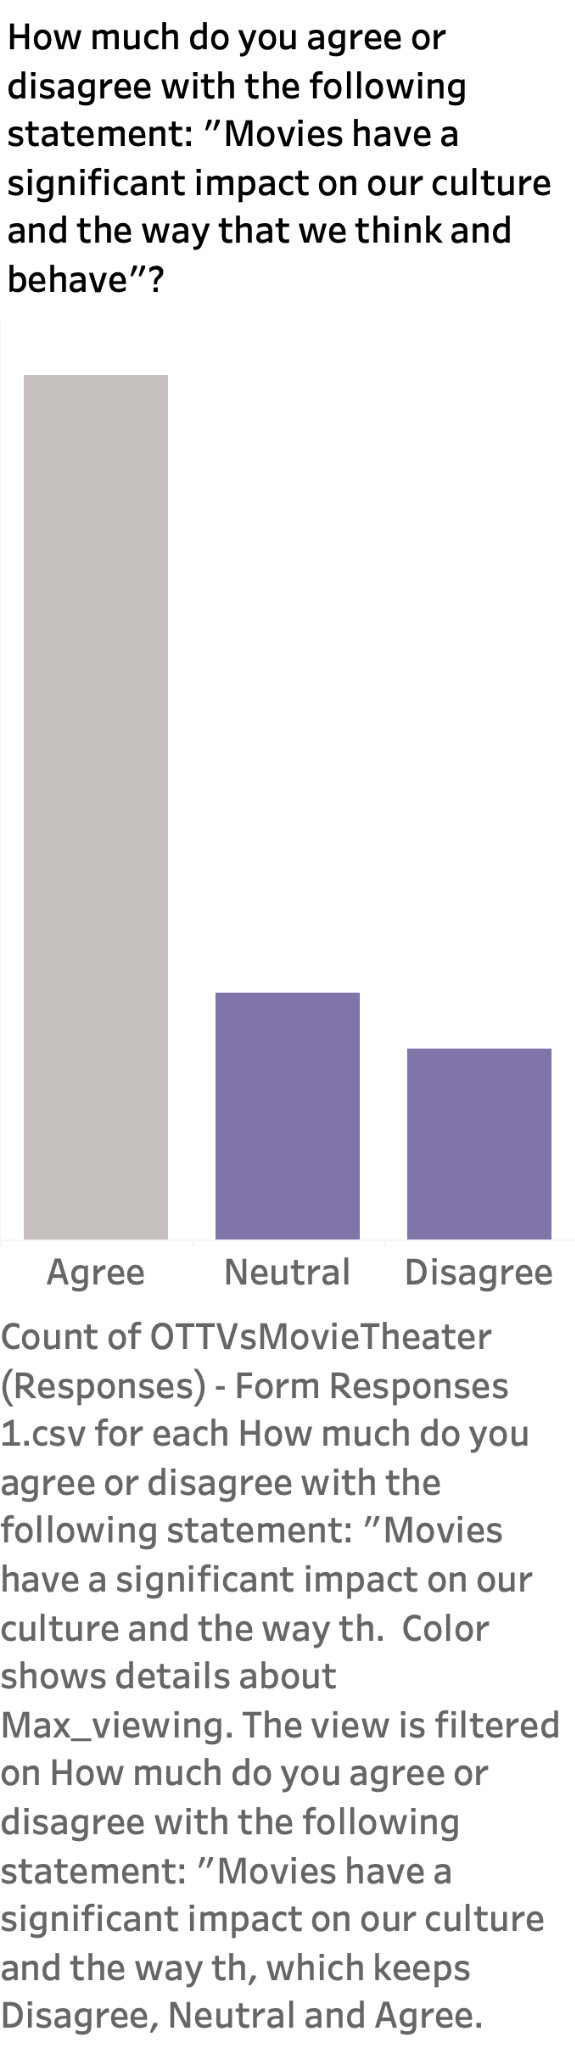 How much do you agree or
disagree with the following
statement: "Movies have a
significant impact on our culture
and the way that we think and
behave"?
Agree Neutral Disagree
Count of OTTVsMovieTheater
(Responses) - Form Responses
1.csv for each How much do you
agree or disagree with the
following statement: "Movies
have a significant impact on our
culture and the way th.  Color
shows details about
Max_viewing. The view is filtered
on How much do you agree or
disagree with the following
statement: "Movies have a
significant impact on our culture
and the way th, which keeps
Disagree, Neutral and Agree.